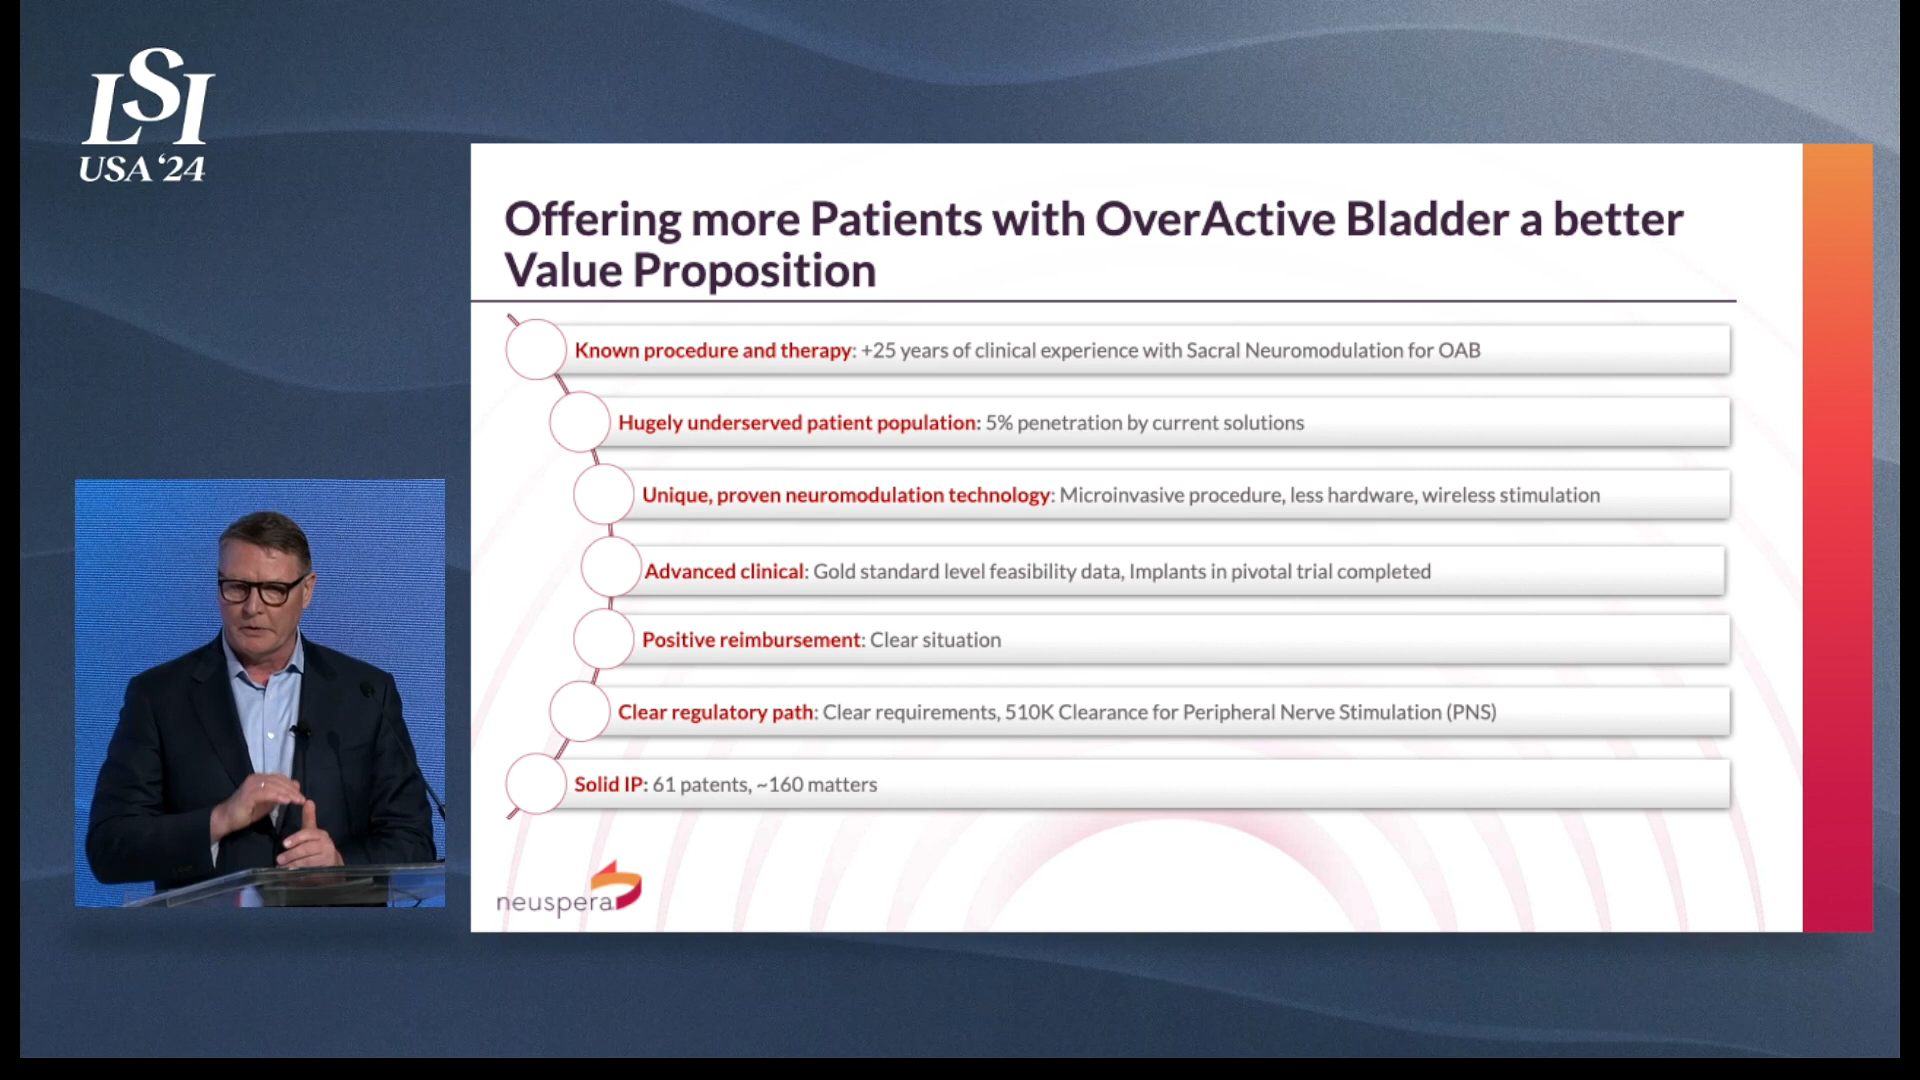 LSI
USA ‘24
Offering more Patients with OverActive Bladder a better
Value Proposition
Known procedure and therapy: +25 years of clinical experience with Sacral Neuromodulation for OAB
Hugely underserved patient population: 5% penetration by current solutions
Unique, proven neuromodulation technology: Microinvasive procedure, less hardware, wireless stimulation
Advanced clinical: Gold standard level feasibility data, Implants in pivotal trial completed
Positive reimbursement: Clear situation
Clear regulatory path: Clear requirements, 510K Clearance for Peripheral Nerve Stimulation (PNS)
Solid IP: 61 patents, ~160 matters
neuspera